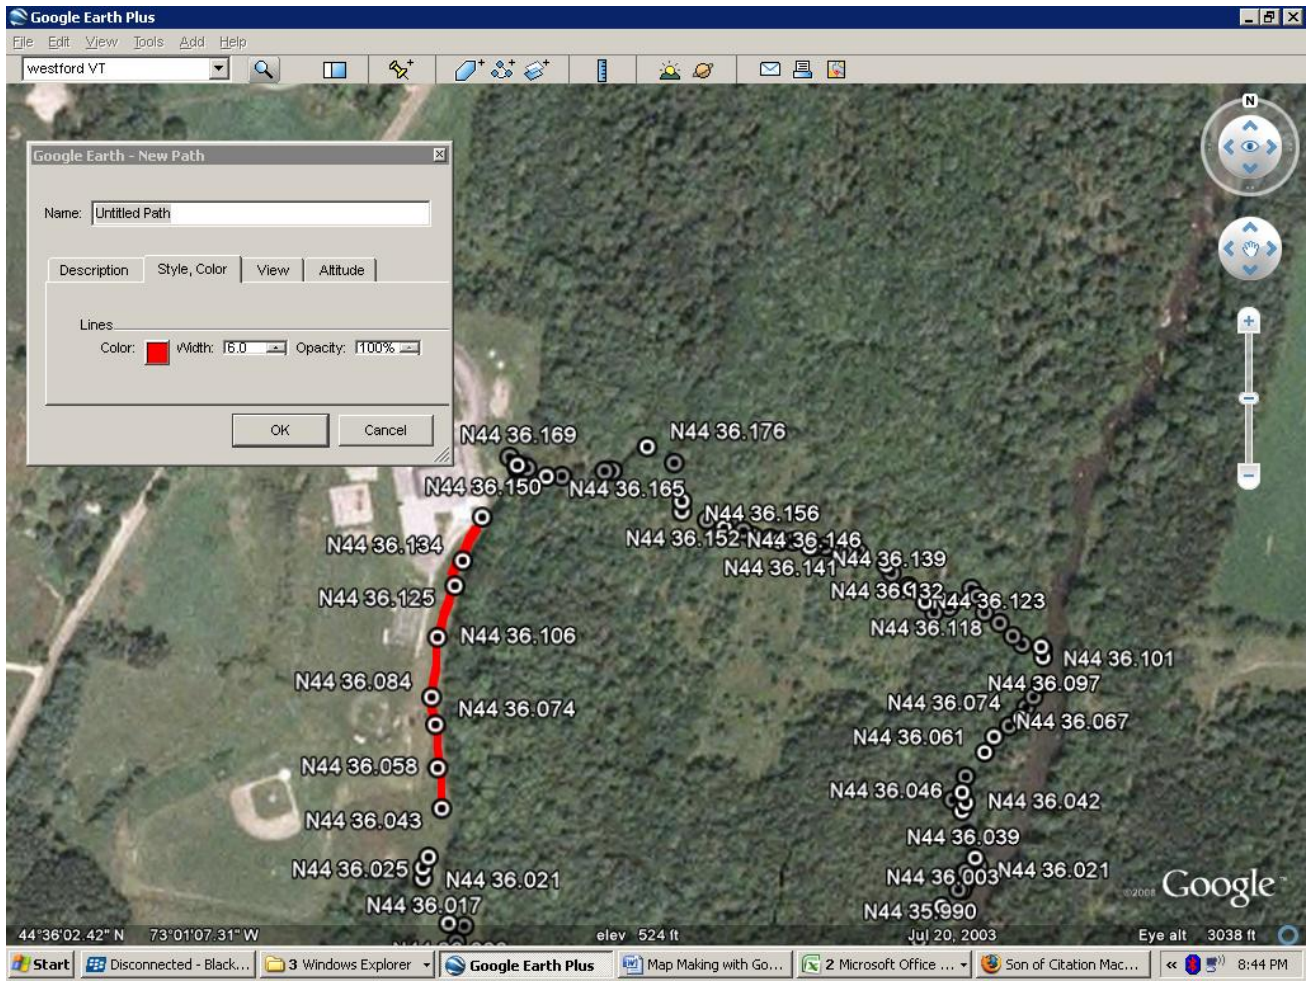 Google Earth Plus
File Edit View Tools Add Help
westford VT
N
Google Earth - New Path
Name: Untitled Path
Description Style, Color View Altitude
Lines
Color: Width: 6.0 Opacity: 100%
OK Cancel
N44 36.169
N44 36.176
N44 36.150
N44 36.165
N44 36.156
N44 36.134
N44 36.152
N44 36.146
N44 36.141
N44 36.139
N44 36.125
N44 36.132
N44 36.123
N44 36.106
N44 36.118
N44 36.101
N44 36.084
N44 36.097
N44 36.074
N44 36.074
N44 36.067
N44 36.061
N44 36.058
N44 36.046
N44 36.042
N44 36.043
N44 36.039
N44 36.025
N44 36.021
N44 36.003
N44 36.021
N44 36.017
N44 35.990
©2008 Google™
44°36'02.42" N 73°01'07.31" W elev 524 ft Jul 20, 2003 Eye alt 3038 ft
Start Disconnected - Black... 3 Windows Explorer Google Earth Plus Map Making with Go... 2 Microsoft Office ... Son of Citation Mac... « 8:44 PM